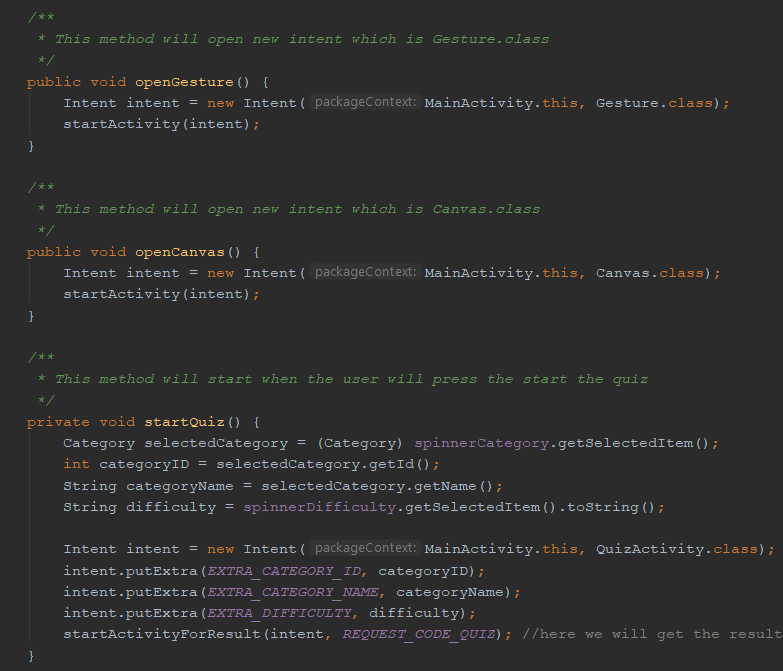 /**
 * This method will open new intent which is Gesture.class
 */
public void openGesture() {
    Intent intent = new Intent( packageContext: MainActivity.this, Gesture.class);
    startActivity(intent);
}

/**
 * This method will open new intent which is Canvas.class
 */
public void openCanvas() {
    Intent intent = new Intent( packageContext: MainActivity.this, Canvas.class);
    startActivity(intent);
}

/**
 * This method will start when the user will press the start the quiz
 */
private void startQuiz() {
    Category selectedCategory = (Category) spinnerCategory.getSelectedItem();
    int categoryID = selectedCategory.getId();
    String categoryName = selectedCategory.getName();
    String difficulty = spinnerDifficulty.getSelectedItem().toString();

    Intent intent = new Intent( packageContext: MainActivity.this, QuizActivity.class);
    intent.putExtra(EXTRA_CATEGORY_ID, categoryID);
    intent.putExtra(EXTRA_CATEGORY_NAME, categoryName);
    intent.putExtra(EXTRA_DIFFICULTY, difficulty);
    startActivityForResult(intent, REQUEST_CODE_QUIZ); //here we will get the result
}